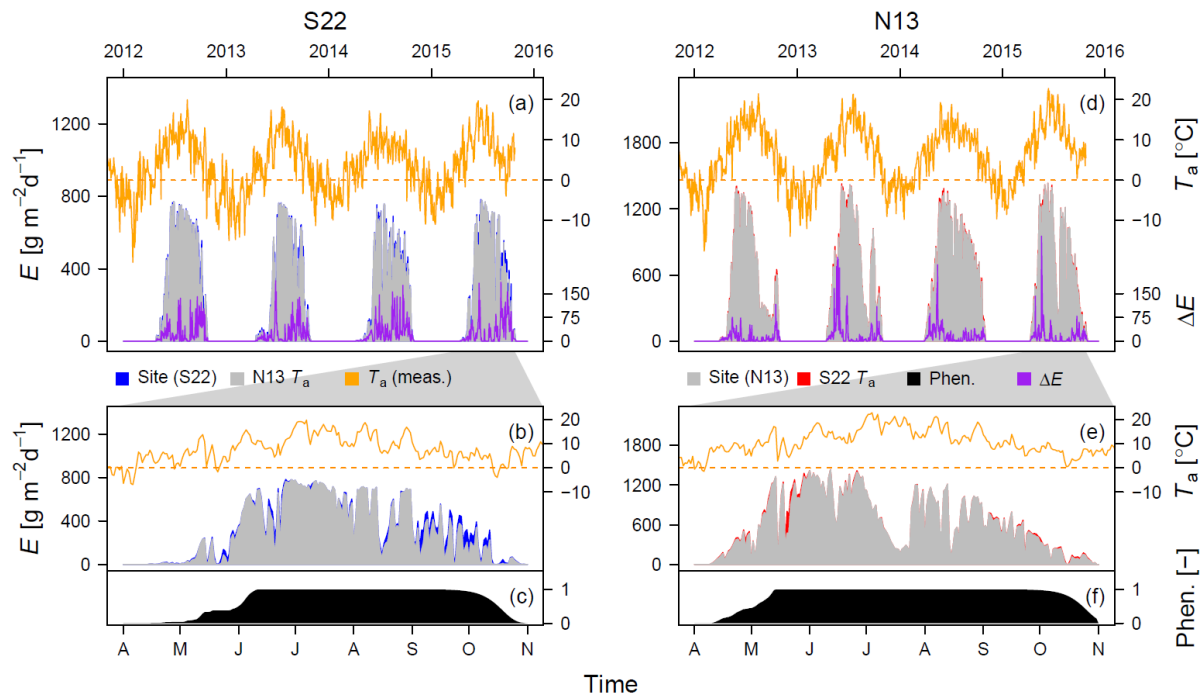 S22 N13
2012 2013 2014 2015 2016 2012 2013 2014 2015 2016
(a) (d)
E [g m−2d−1] 1200 800 400 0 20 10 0 −10 150 75 0
1800 1200 600 0 20 10 0 −10 150 75 0 Ta [°C] ΔE
Site (S22) N13 Ta Ta (meas.) Site (N13) S22 Ta Phen. ΔE
(b) (e)
E [g m−2d−1] 1200 800 400 0 20 10 0 −10
1800 1200 600 0 20 10 0 −10 Ta [°C]
(c) 1 0 (f) 1 0 Phen. [−]
A M J J A S O N A M J J A S O N
Time